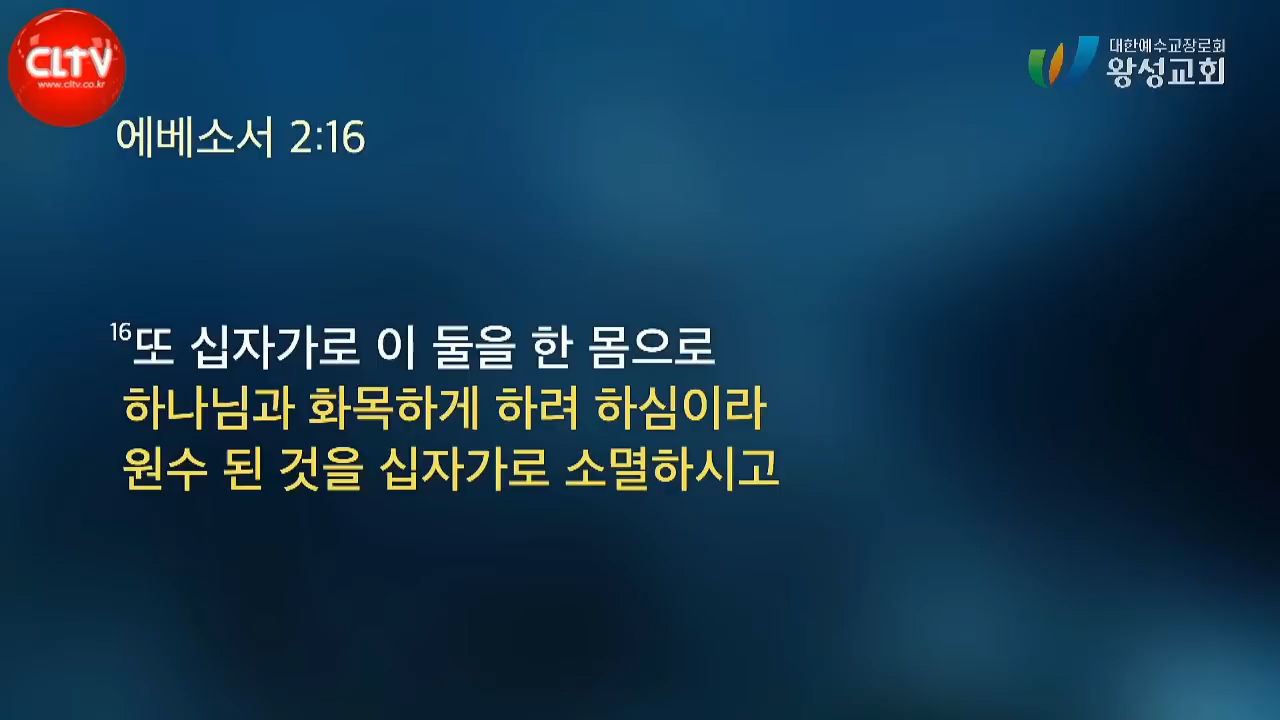 CLTV
www.cltv.co.kr
대한예수교장로회
왕성교회
에베소서 2:16
16또 십자가로 이 둘을 한 몸으로
하나님과 화목하게 하려 하심이라
원수 된 것을 십자가로 소멸하시고